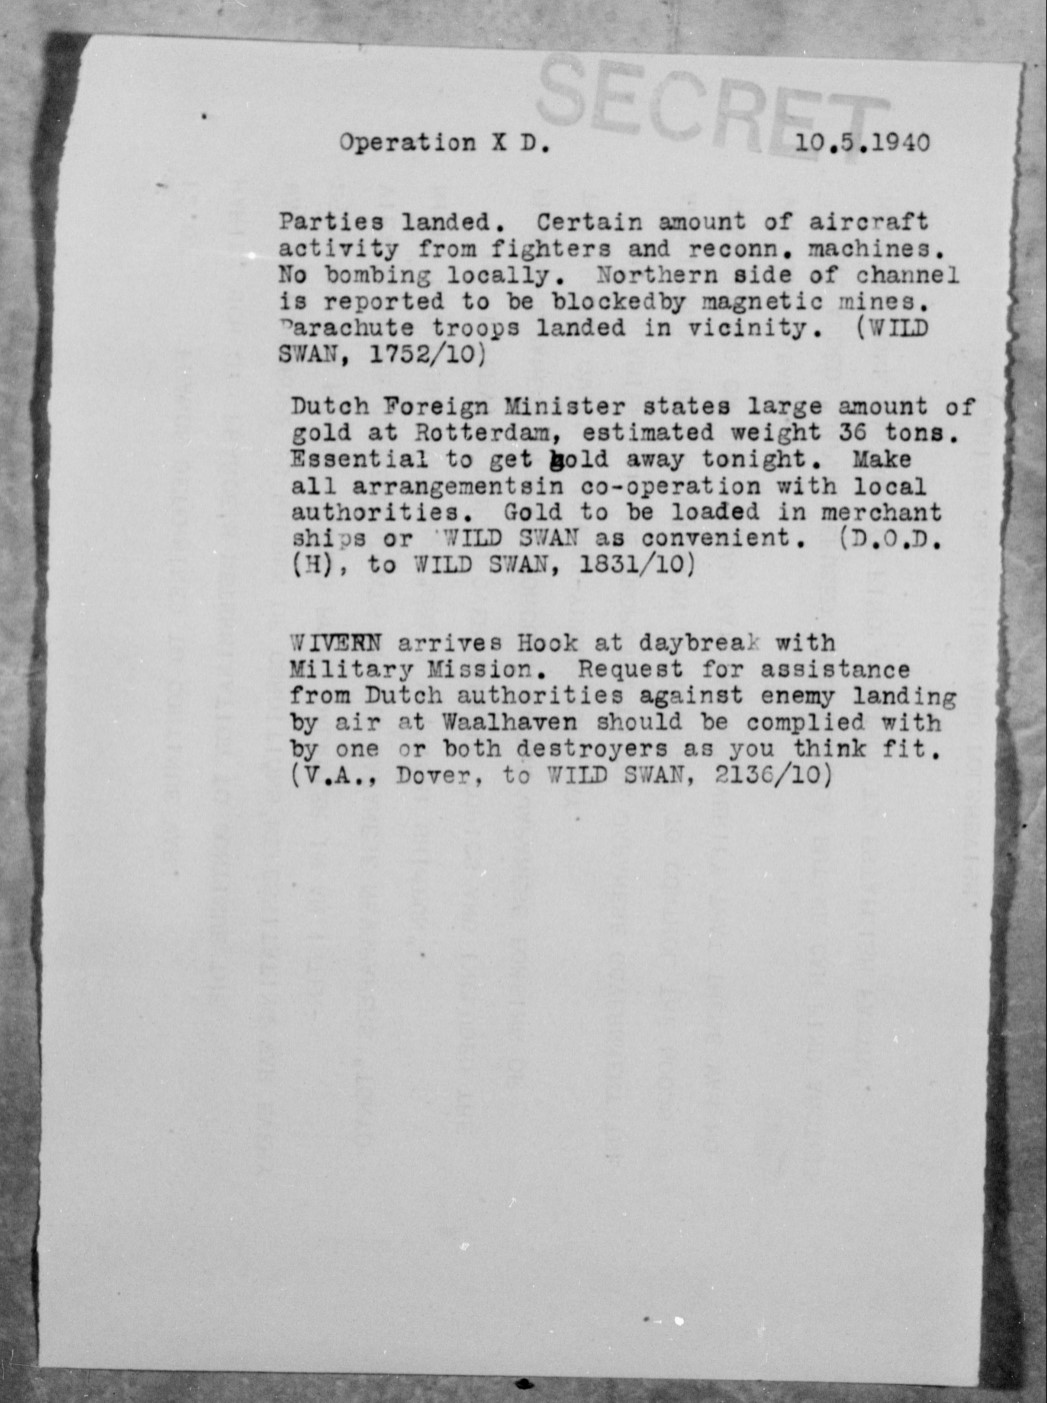 SECRET
Operation X D. 10.5.1940
Parties landed. Certain amount of aircraft
activity from fighters and reconn. machines.
No bombing locally. Northern side of channel
is reported to be blockedby magnetic mines.
Parachute troops landed in vicinity. (WILD
SWAN, 1752/10)
Dutch Foreign Minister states large amount of
gold at Rotterdam, estimated weight 36 tons.
Essential to get gold away tonight. Make
all arrangementsin co-operation with local
authorities. Gold to be loaded in merchant
ships or WILD SWAN as convenient. (D.O.D.
(H), to WILD SWAN, 1831/10)
WIVERN arrives Hook at daybreak with
Military Mission. Request for assistance
from Dutch authorities against enemy landing
by air at Waalhaven should be complied with
by one or both destroyers as you think fit.
(V.A., Dover, to WILD SWAN, 2136/10)